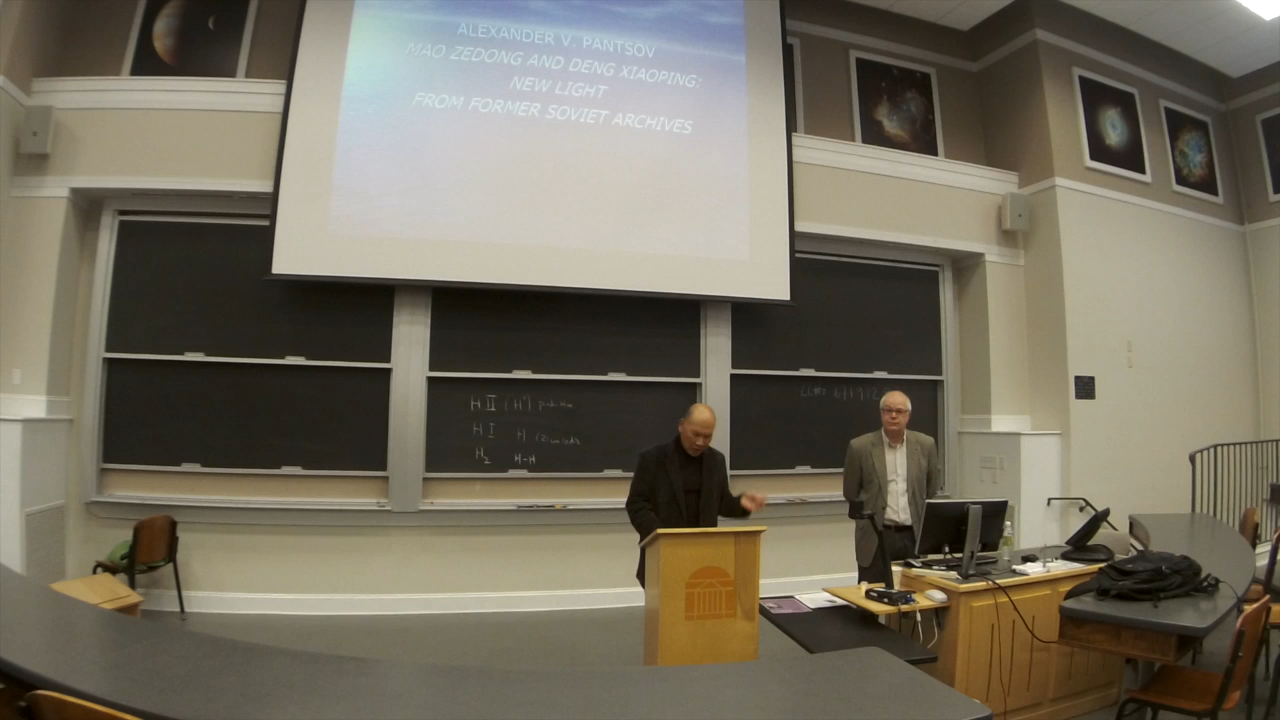 ALEXANDER V. PANTSOV
MAO ZEDONG AND DENG XIAOPING:
NEW LIGHT
FROM FORMER SOVIET ARCHIVES
H II (H⁺)
H I H
H₂ H-H